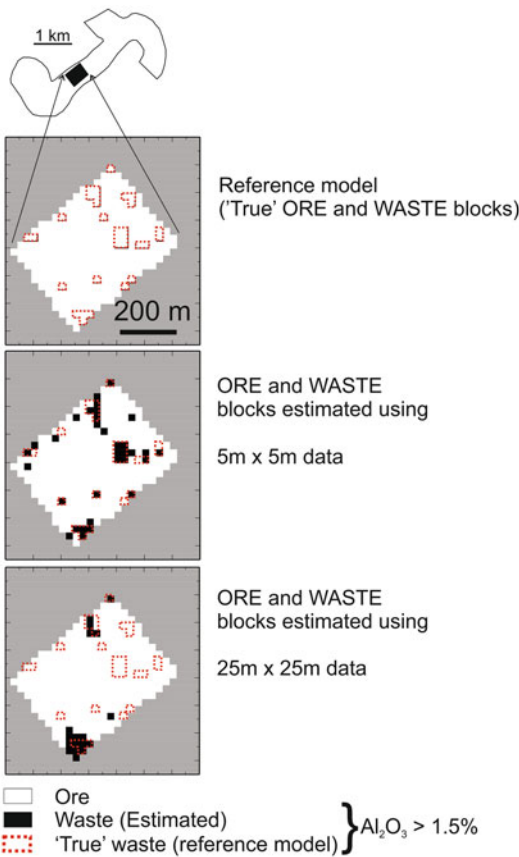 1 km
Reference model
('True' ORE and WASTE blocks)
200 m
ORE and WASTE
blocks estimated using
5m x 5m data
ORE and WASTE
blocks estimated using
25m x 25m data
Ore
Waste (Estimated)
'True' waste (reference model)
} Al₂O₃ > 1.5%